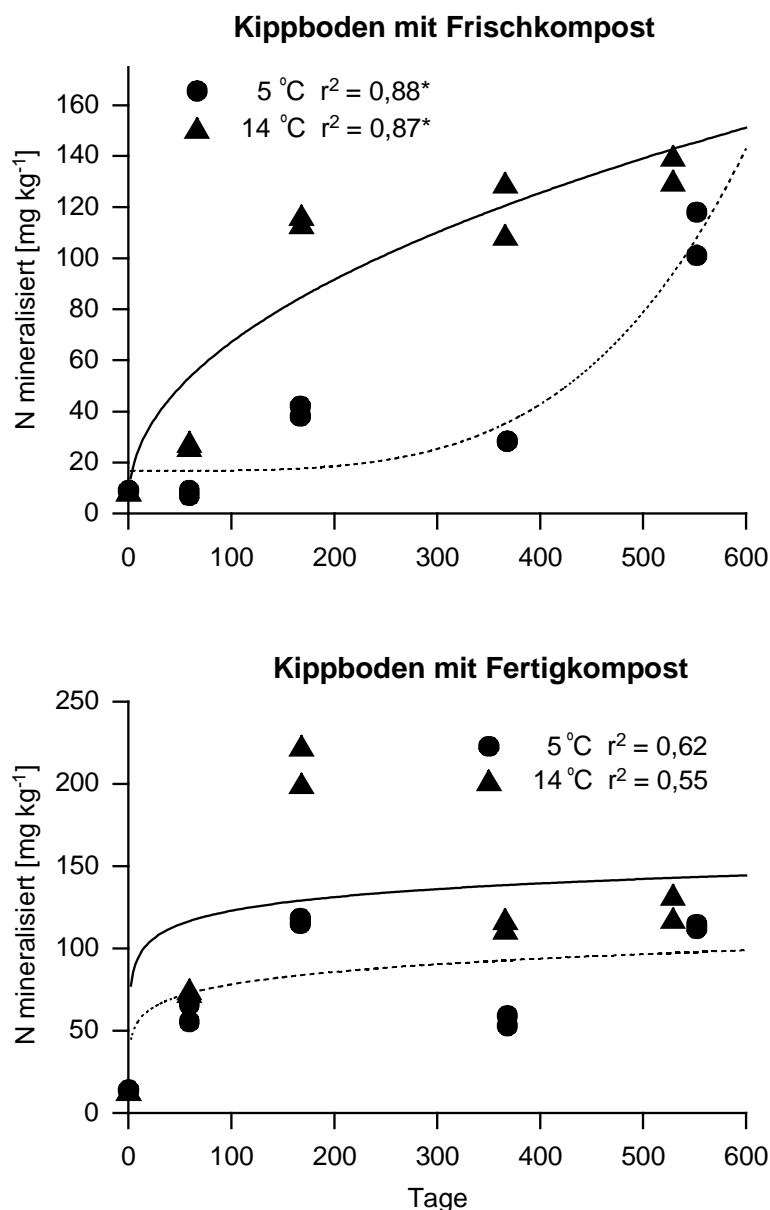 Kippboden mit Frischkompost
5 °C r² = 0,88*
14 °C r² = 0,87*
N mineralisiert [mg kg⁻¹]
160
140
120
100
80
60
40
20
0
0 100 200 300 400 500 600
Kippboden mit Fertigkompost
5 °C r² = 0,62
14 °C r² = 0,55
N mineralisiert [mg kg⁻¹]
250
200
150
100
50
0
0 100 200 300 400 500 600
Tage